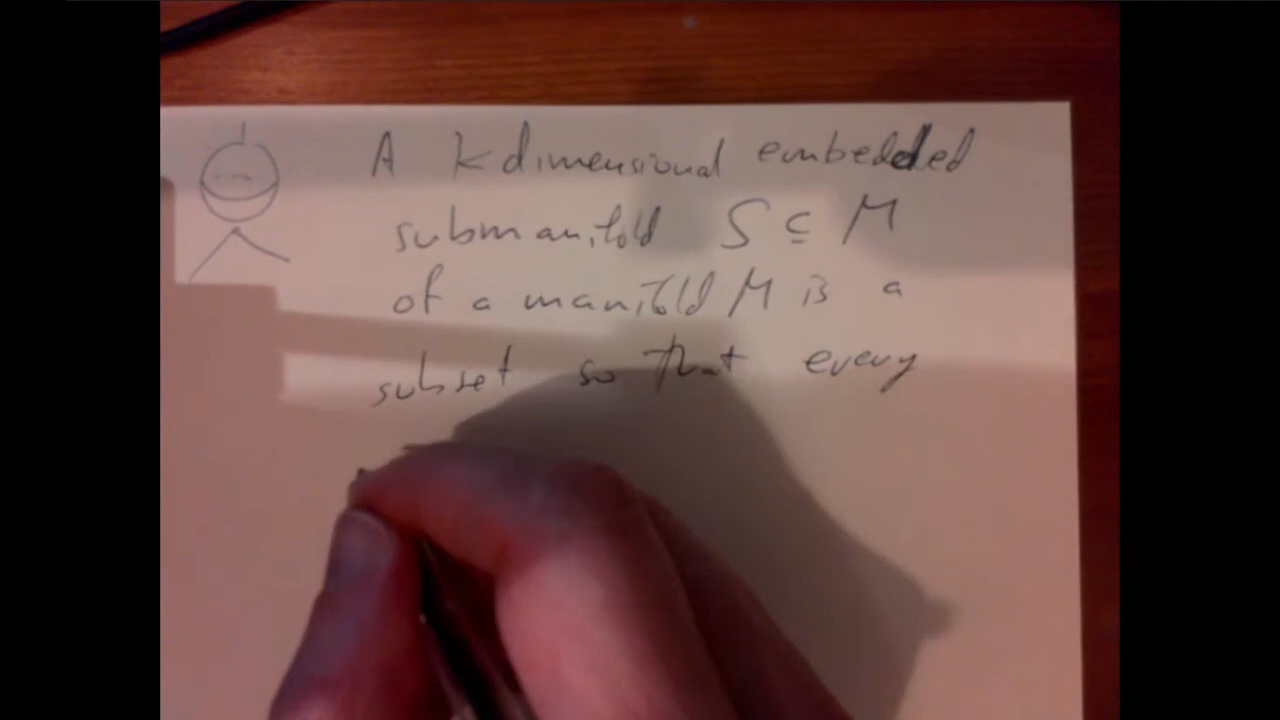 A k dimensional embedded
submanifold S ⊆ M
of a manifold M is a
subset so that every